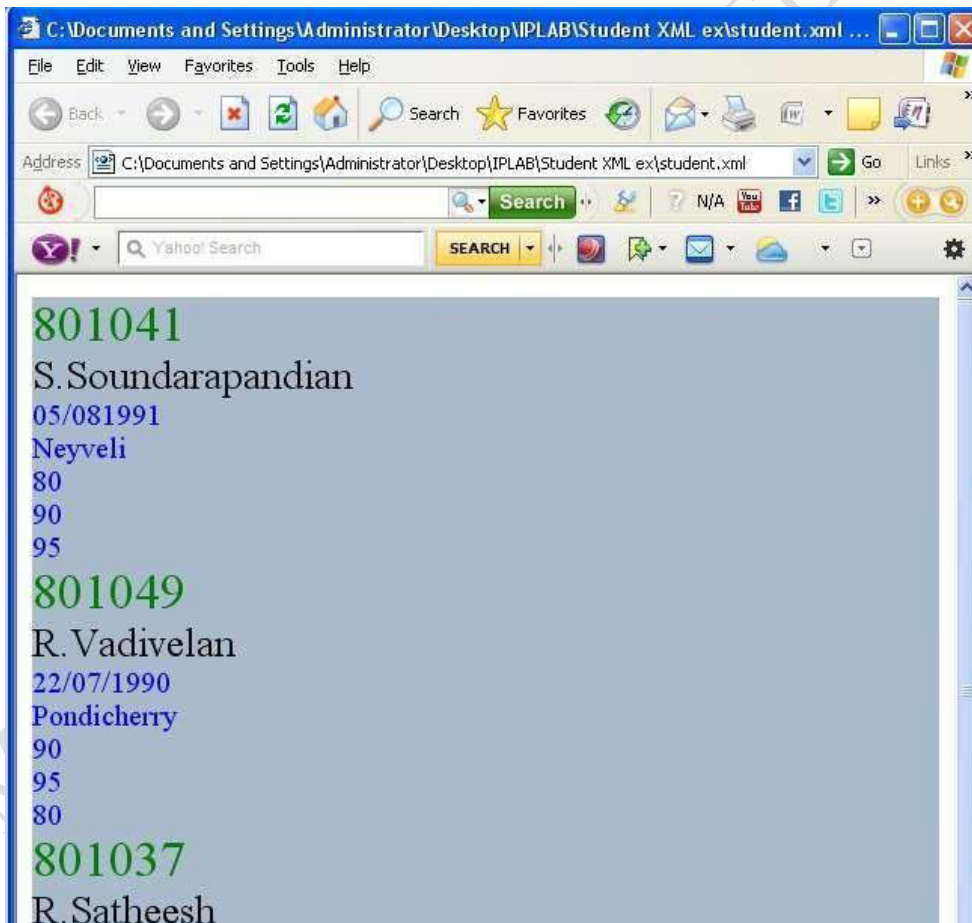 C:\Documents and Settings\Administrator\Desktop\IPLAB\Student XML ex\student.xml ...
File Edit View Favorites Tools Help
Back Search Favorites
Address C:\Documents and Settings\Administrator\Desktop\IPLAB\Student XML ex\student.xml Go Links »
Search N/A You Tube f t »
Y! Yahoo! Search SEARCH
801041
S.Soundarapandian
05/081991
Neyveli
80
90
95
801049
R.Vadivelan
22/07/1990
Pondicherry
90
95
80
801037
R.Satheesh